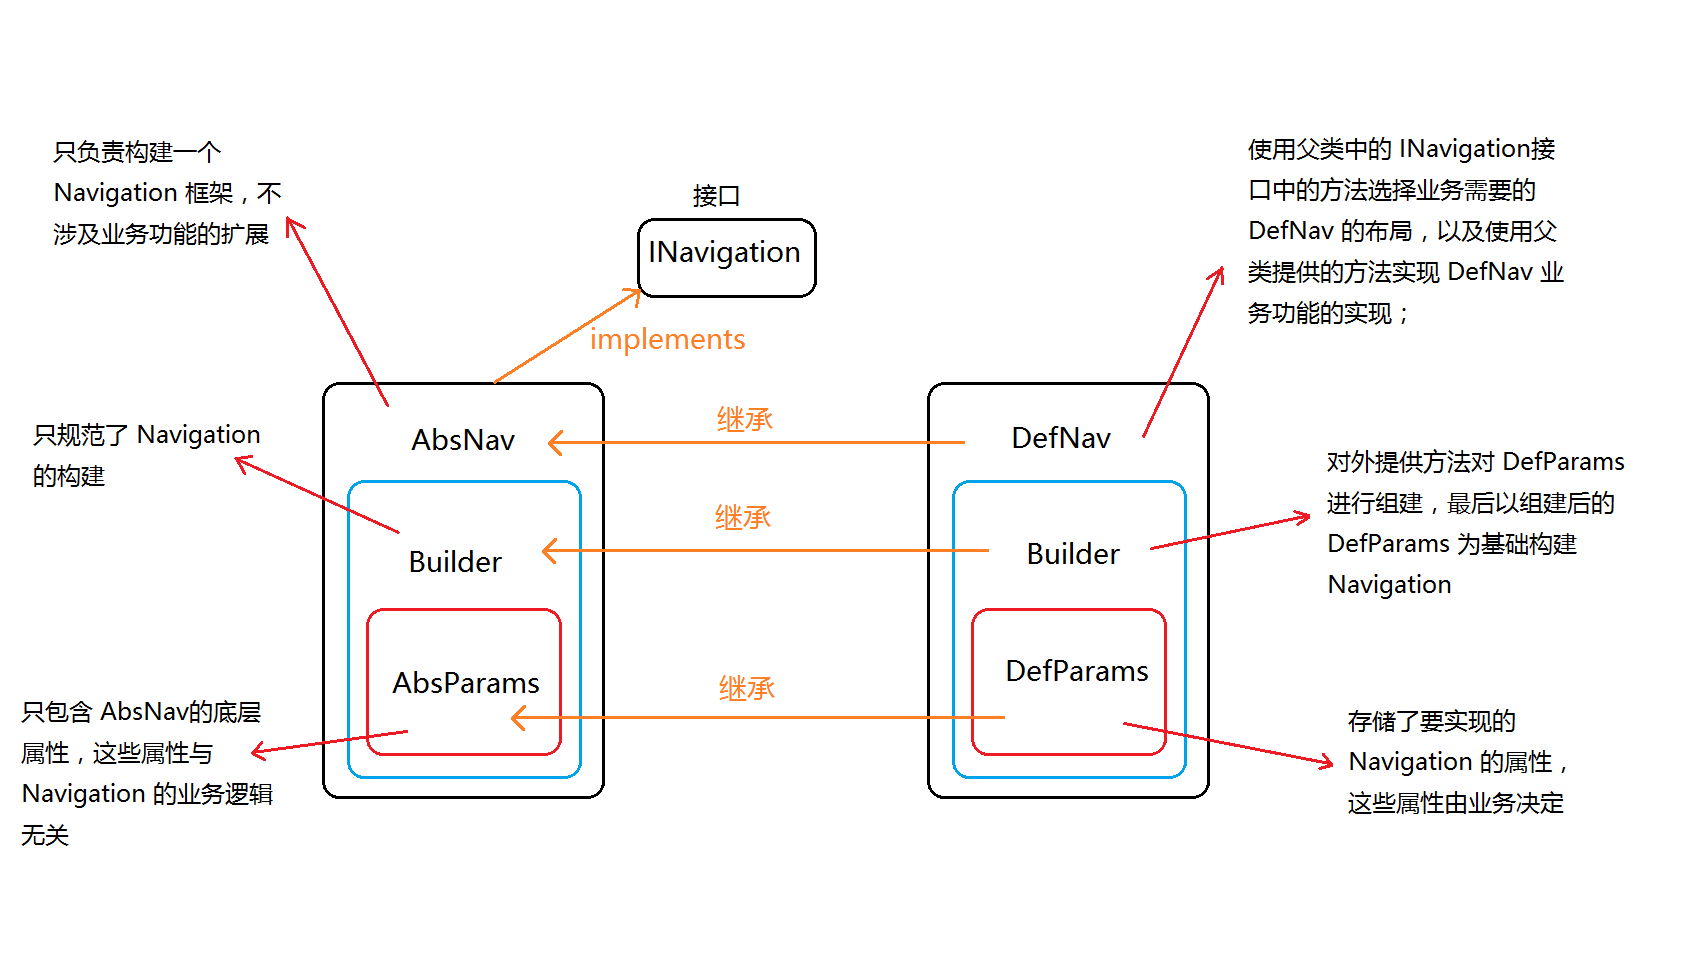 只负责构建一个
Navigation 框架，不
涉及业务功能的扩展
接口
INavigation
implements
使用父类中的 INavigation接
口中的方法选择业务需要的
DefNav 的布局，以及使用父
类提供的方法实现 DefNav 业
务功能的实现；
只规范了 Navigation
的构建
AbsNav
继承
DefNav
Builder
继承
Builder
对外提供方法对 DefParams
进行组建，最后以组建后的
DefParams 为基础构建
Navigation
AbsParams
继承
DefParams
只包含 AbsNav的底层
属性，这些属性与
Navigation 的业务逻辑
无关
存储了要实现的
Navigation 的属性，
这些属性由业务决定